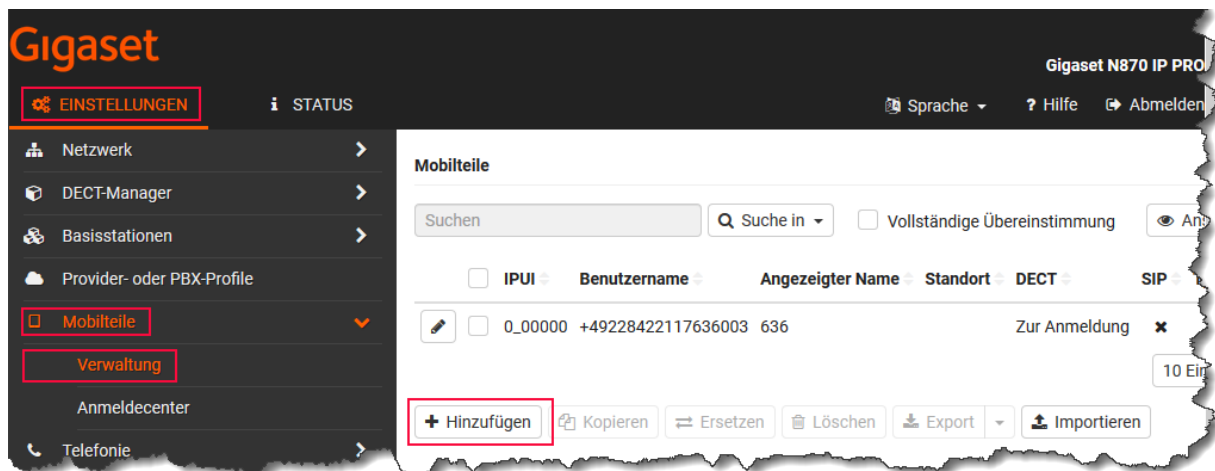 Gigaset
Gigaset N870 IP PRO
EINSTELLUNGEN
STATUS
Sprache
? Hilfe
Abmelden
Netzwerk
DECT-Manager
Basisstationen
Provider- oder PBX-Profile
Mobilteile
Verwaltung
Anmeldecenter
Telefonie
Mobilteile
Suchen
Suche in
Vollständige Übereinstimmung
IPUI Benutzername Angezeigter Name Standort DECT SIP
0_00000 +49228422117636003 636 Zur Anmeldung
10
+ Hinzufügen Kopieren Ersetzen Löschen Export Importieren